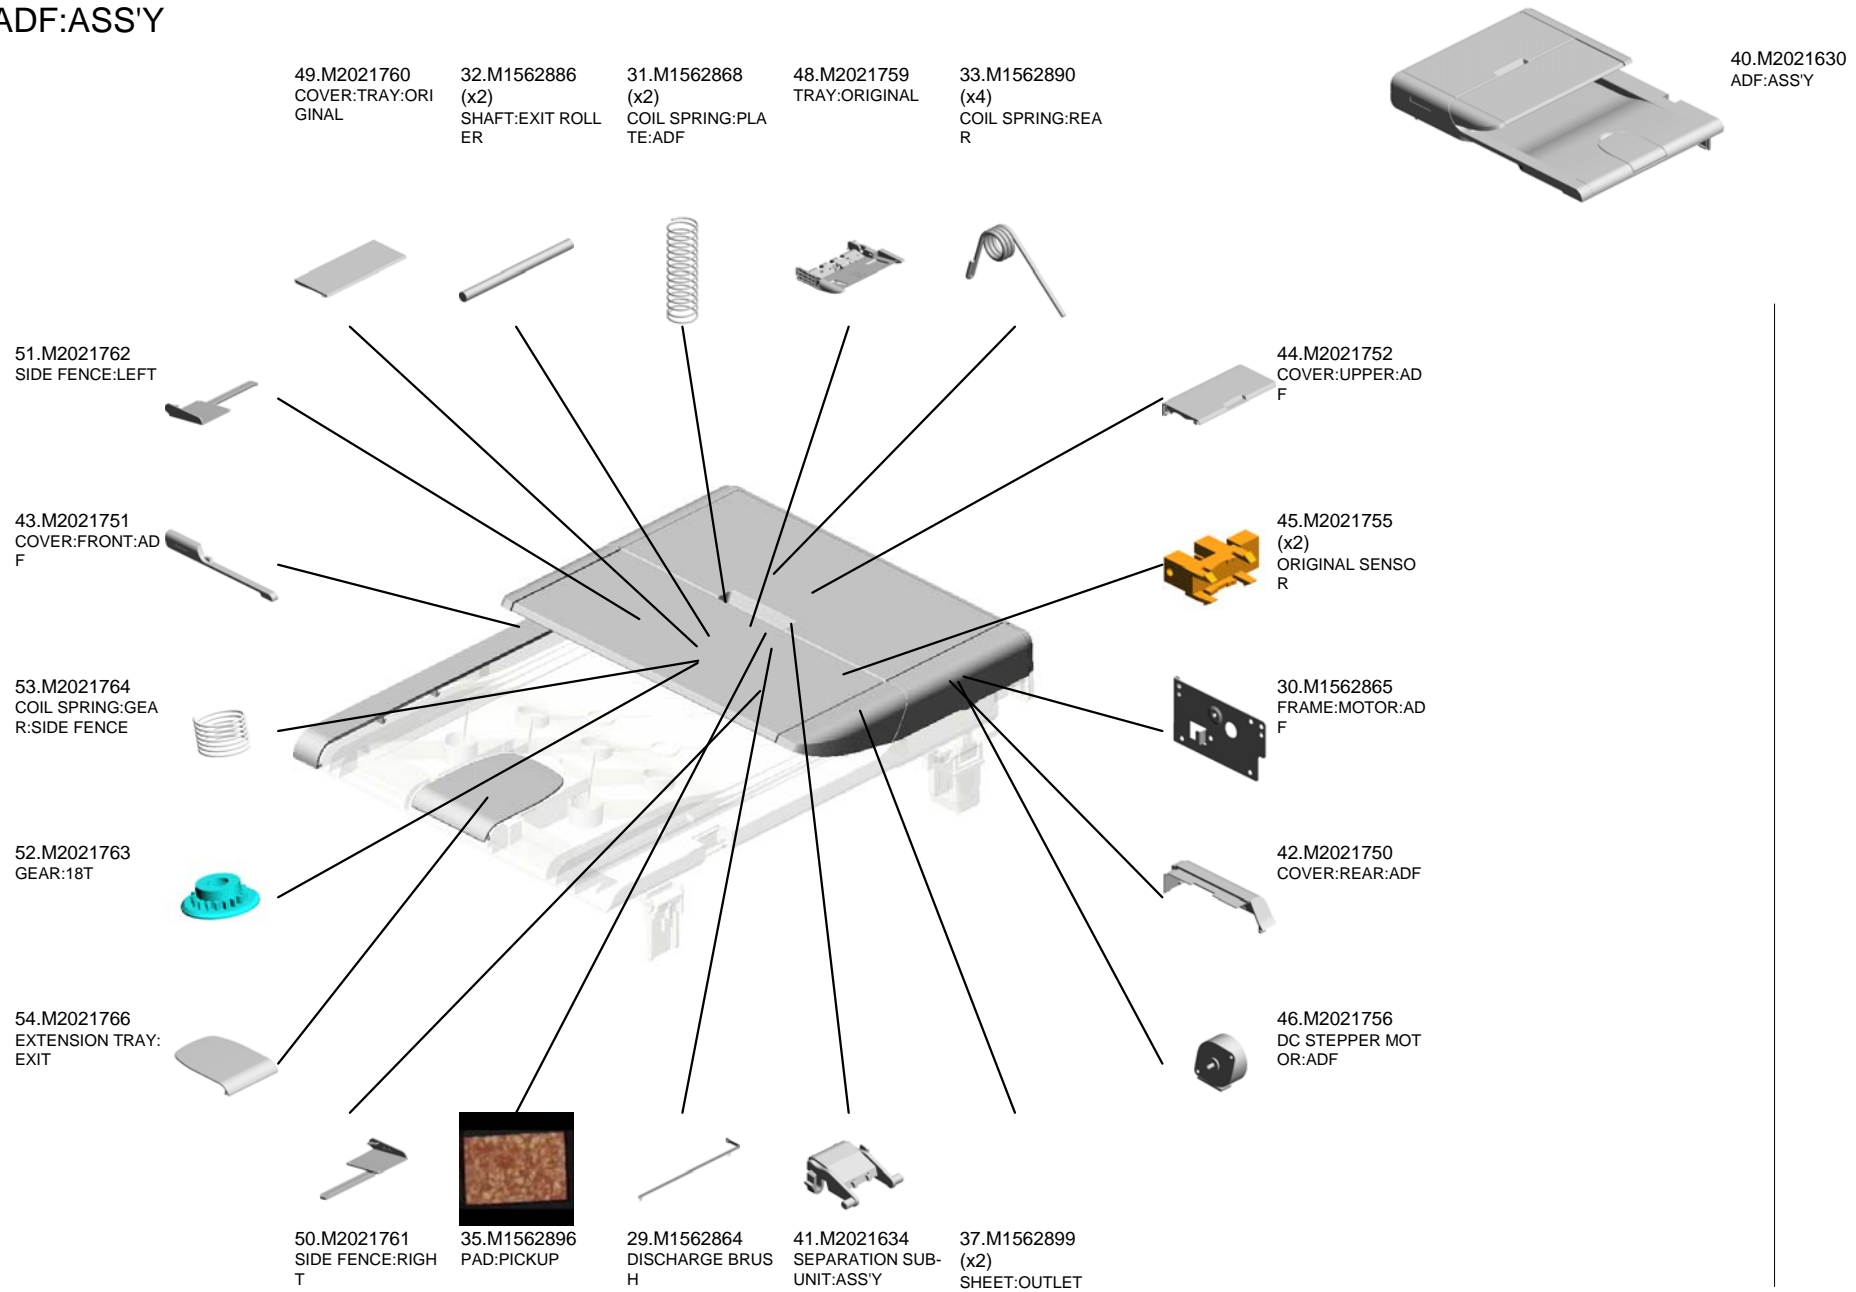 ADF:ASS'Y
49.M2021760
COVER:TRAY:ORI
GINAL
32.M1562886
(x2)
SHAFT:EXIT ROLL
ER
31.M1562868
(x2)
COIL SPRING:PLA
TE:ADF
48.M2021759
TRAY:ORIGINAL
33.M1562890
(x4)
COIL SPRING:REA
R
40.M2021630
ADF:ASS'Y
51.M2021762
SIDE FENCE:LEFT
44.M2021752
COVER:UPPER:AD
F
43.M2021751
COVER:FRONT:AD
F
45.M2021755
(x2)
ORIGINAL SENSO
R
53.M2021764
COIL SPRING:GEA
R:SIDE FENCE
30.M1562865
FRAME:MOTOR:AD
F
52.M2021763
GEAR:18T
42.M2021750
COVER:REAR:ADF
54.M2021766
EXTENSION TRAY:
EXIT
46.M2021756
DC STEPPER MOT
OR:ADF
50.M2021761
SIDE FENCE:RIGH
T
35.M1562896
PAD:PICKUP
29.M1562864
DISCHARGE BRUS
H
41.M2021634
SEPARATION SUB-
UNIT:ASS'Y
37.M1562899
(x2)
SHEET:OUTLET